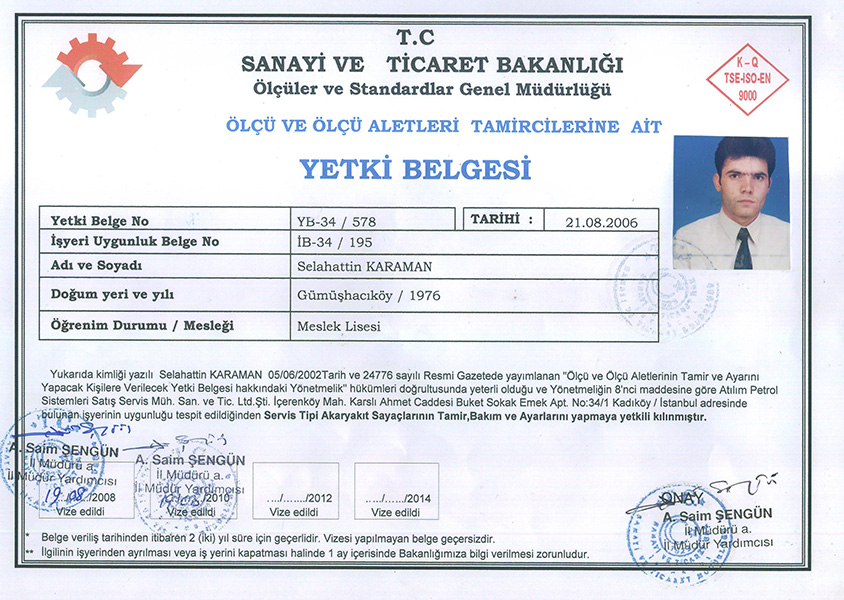 T.C
SANAYİ VE TİCARET BAKANLIĞI
Ölçüler ve Standardlar Genel Müdürlüğü
K – Q
TSE-ISO-EN
9000
ÖLÇÜ VE ÖLÇÜ ALETLERİ TAMİRCİLERİNE AİT
YETKİ BELGESİ
Yetki Belge No YB-34 / 578 TARİHİ : 21.08.2006
İşyeri Uygunluk Belge No İB-34 / 195
Adı ve Soyadı Selahattin KARAMAN
Doğum yeri ve yılı Gümüşhacıköy / 1976
Öğrenim Durumu / Mesleği Meslek Lisesi
Yukarıda kimliği yazılı Selahattin KARAMAN 05/06/2002Tarih ve 24776 sayılı Resmi Gazetede yayımlanan "Ölçü ve Ölçü Aletlerinin Tamir ve Ayarını
Yapacak Kişilere Verilecek Yetki Belgesi hakkındaki Yönetmelik" hükümleri doğrultusunda yeterli olduğu ve Yönetmeliğin 8'nci maddesine göre Atılım Petrol
Sistemleri Satış Servis Müh. San. ve Tic. Ltd.Şti. İçerenköy Mah. Karslı Ahmet Caddesi Buket Sokak Emek Apt. No:34/1 Kadıköy / İstanbul adresinde
bulunan işyerinin uygunluğu tespit edildiğinden Servis Tipi Akaryakıt Sayaçlarının Tamir,Bakım ve Ayarlarını yapmaya yetkili kılınmıştır.
A. Saim ŞENGÜN
İl Müdürü a.
İl Müdür Yardımcısı
19/08/2008
Vize edildi
A. Saim ŞENGÜN
İl Müdürü a.
İl Müdür Yardımcısı
/2010
Vize edildi
..../......./2012
Vize edildi
..../......./2014
Vize edildi
ONAY
A. Saim ŞENGÜN
İl Müdürü a.
İl Müdür Yardımcısı
* Belge veriliş tarihinden itibaren 2 (İki) yıl süre için geçerlidir. Vizesi yapılmayan belge geçersizdir.
** İlgilinin işyerinden ayrılması veya iş yerini kapatması halinde 1 ay içerisinde Bakanlığımıza bilgi verilmesi zorunludur.